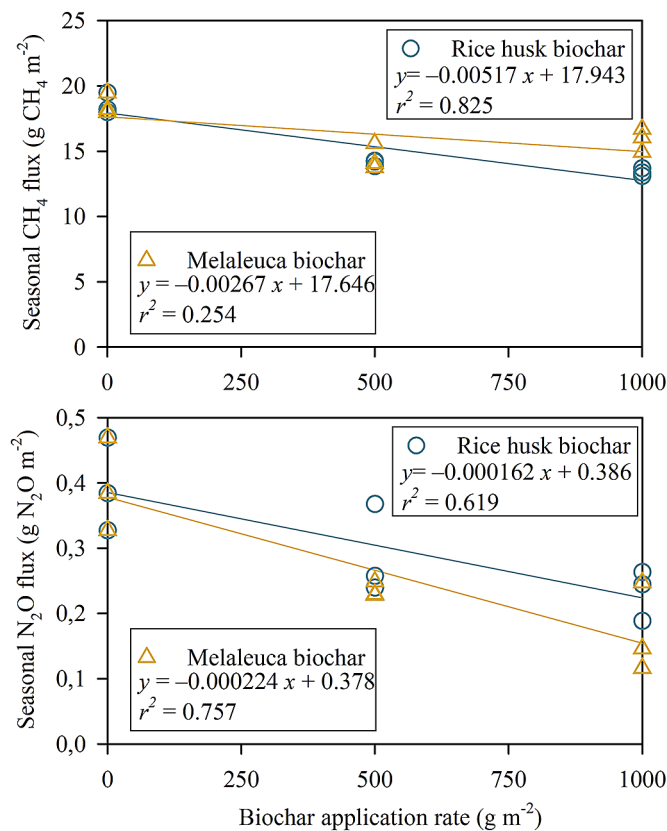 25
20
15
10
5
0
Seasonal CH₄ flux (g CH₄ m⁻²)
Rice husk biochar
y= –0.00517 x + 17.943
r² = 0.825
Melaleuca biochar
y = –0.00267 x + 17.646
r² = 0.254
0 250 500 750 1000
0,5
0,4
0,3
0,2
0,1
0,0
Seasonal N₂O flux (g N₂O m⁻²)
Rice husk biochar
y= –0.000162 x + 0.386
r² = 0.619
Melaleuca biochar
y = –0.000224 x + 0.378
r² = 0.757
0 250 500 750 1000
Biochar application rate (g m⁻²)